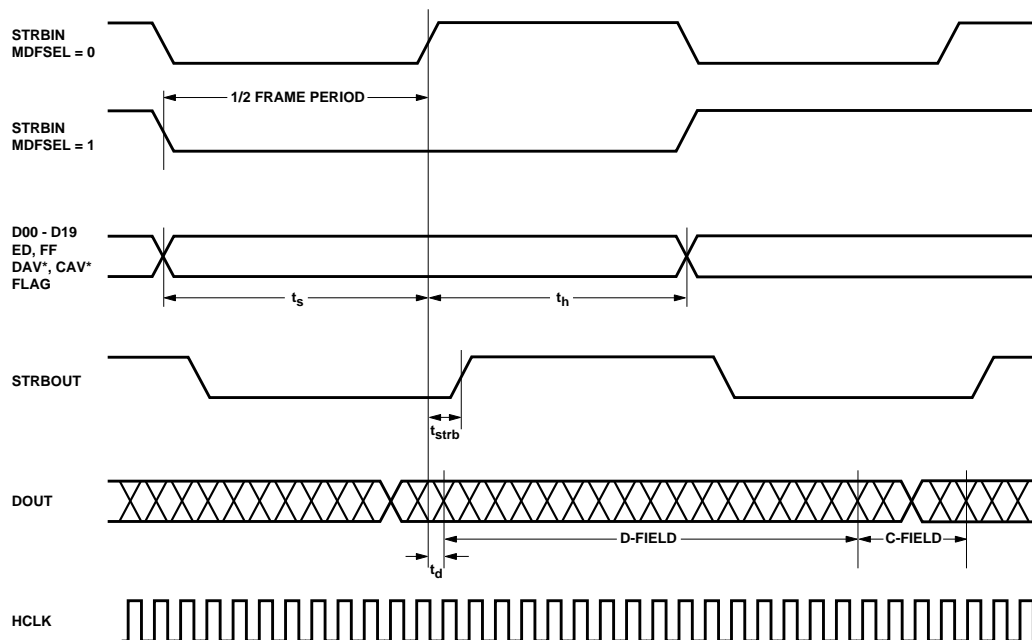 STRBIN
MDFSEL = 0
1/2 FRAME PERIOD
STRBIN
MDFSEL = 1
D00 - D19
ED, FF
DAV*, CAV*
FLAG
ts
th
STRBOUT
tstrb
DOUT
D-FIELD
C-FIELD
td
HCLK